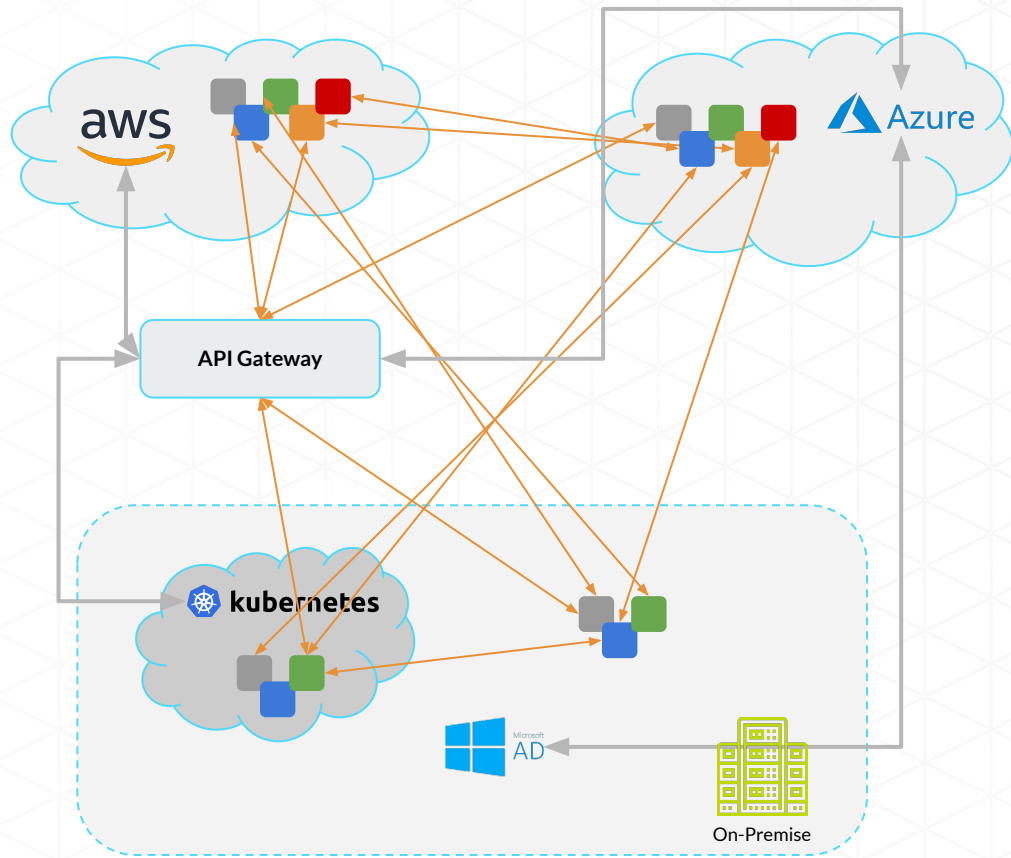 aws
Azure
API Gateway
kubernetes
Microsoft
AD
On-Premise